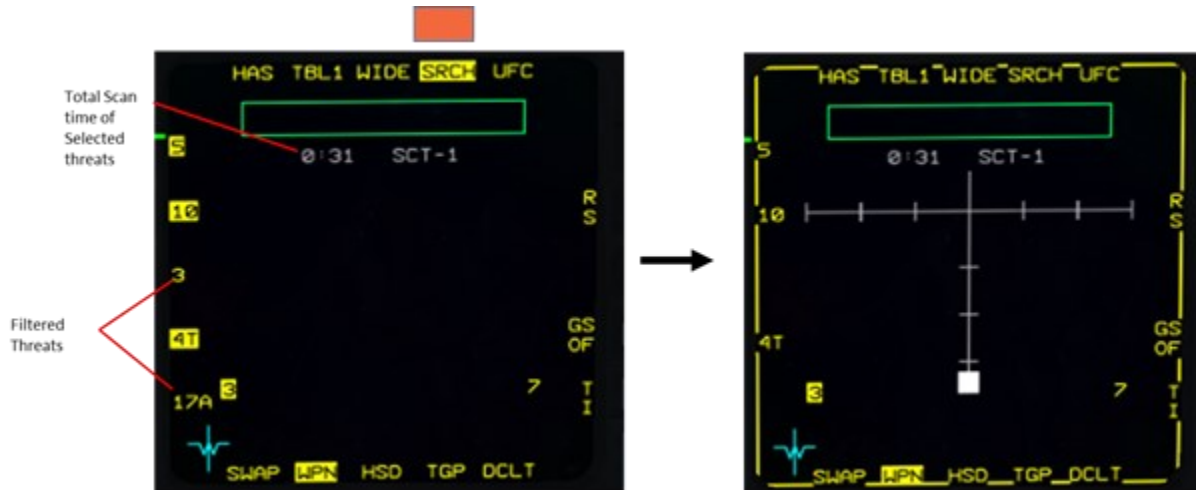 Total Scan
time of
Selected
threats
Filtered
Threats
HAS TBL1 WIDE SRCH UFC
0:31 SCT-1
5
10
R
S
3
4T
GS
OF
17A
3
7
T
I
SWAP WPN HSD TGP DCLT
HAS TBL1 WIDE SRCH UFC
0:31 SCT-1
5
10
R
S
4T
GS
OF
3
7
T
I
SWAP WPN HSD TGP DCLT